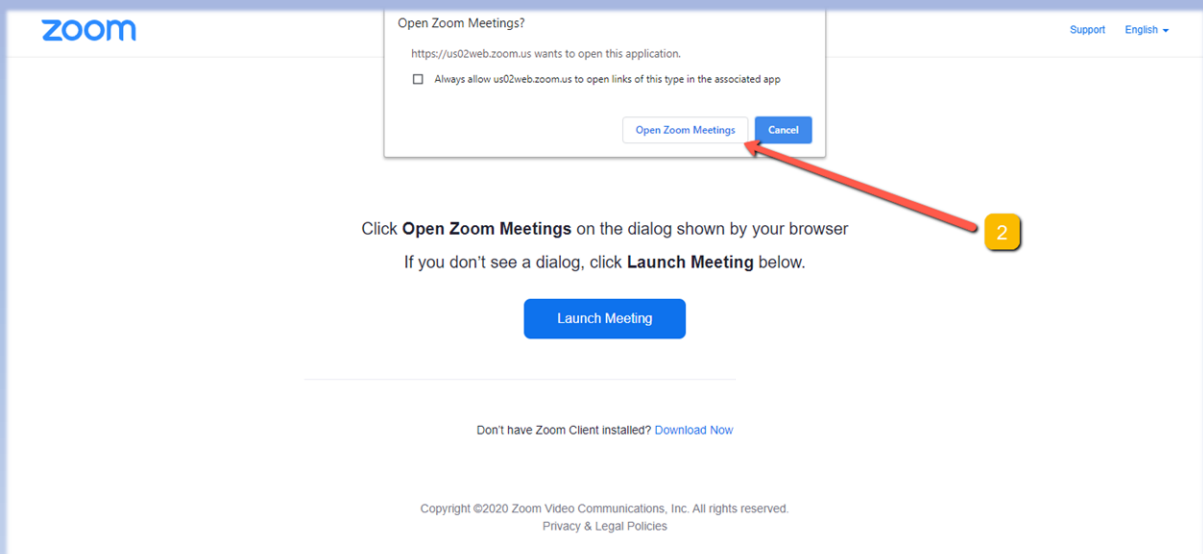 zoom
Support English
Open Zoom Meetings?
https://us02web.zoom.us wants to open this application.
Always allow us02web.zoom.us to open links of this type in the associated app
Open Zoom Meetings Cancel
2
Click Open Zoom Meetings on the dialog shown by your browser
If you don't see a dialog, click Launch Meeting below.
Launch Meeting
Don't have Zoom Client installed? Download Now
Copyright ©2020 Zoom Video Communications, Inc. All rights reserved.
Privacy & Legal Policies